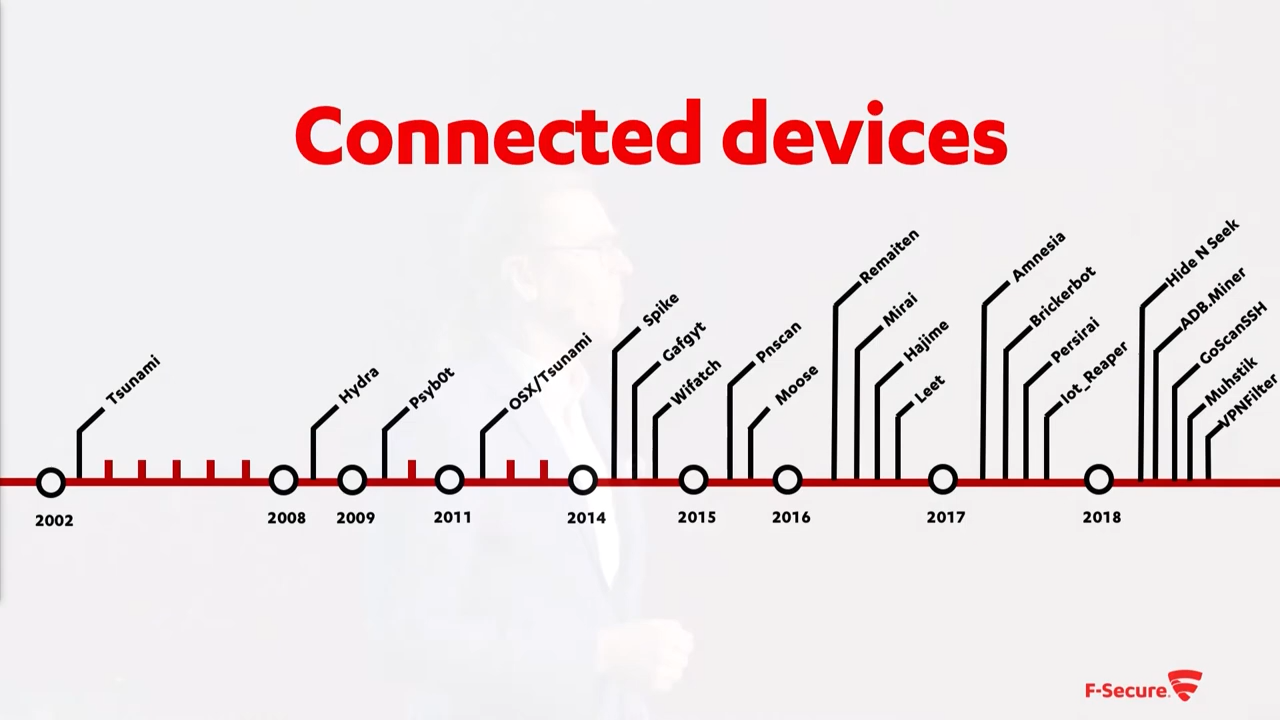 Connected devices
Tsunami
Hydra
Psyb0t
OSX/Tsunami
Spike
Gafgyt
Wifatch
Pnscan
Moose
Remaiten
Mirai
Hajime
Leet
Amnesia
Brickerbot
Persirai
Iot_Reaper
Hide N Seek
ADB.Miner
GoScanSSH
Muhstik
VPNFilter
2002
2008
2009
2011
2014
2015
2016
2017
2018
F-Secure.